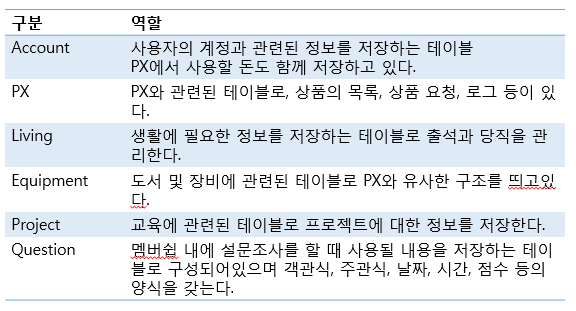 구분 역할
Account 사용자의 계정과 관련된 정보를 저장하는 테이블
PX에서 사용할 돈도 함께 저장하고 있다.
PX PX와 관련된 테이블로, 상품의 목록, 상품 요청, 로그 등이 있
다.
Living 생활에 필요한 정보를 저장하는 테이블로 출석과 당직을 관
리한다.
Equipment 도서 및 장비에 관련된 테이블로 PX와 유사한 구조를 띄고있
다.
Project 교육에 관련된 테이블로 프로젝트에 대한 정보를 저장한다.
Question 멤버쉽 내에 설문조사를 할 때 사용될 내용을 저장하는 테이
블로 구성되어있으며 객관식, 주관식, 날짜, 시간, 점수 등의
양식을 갖는다.